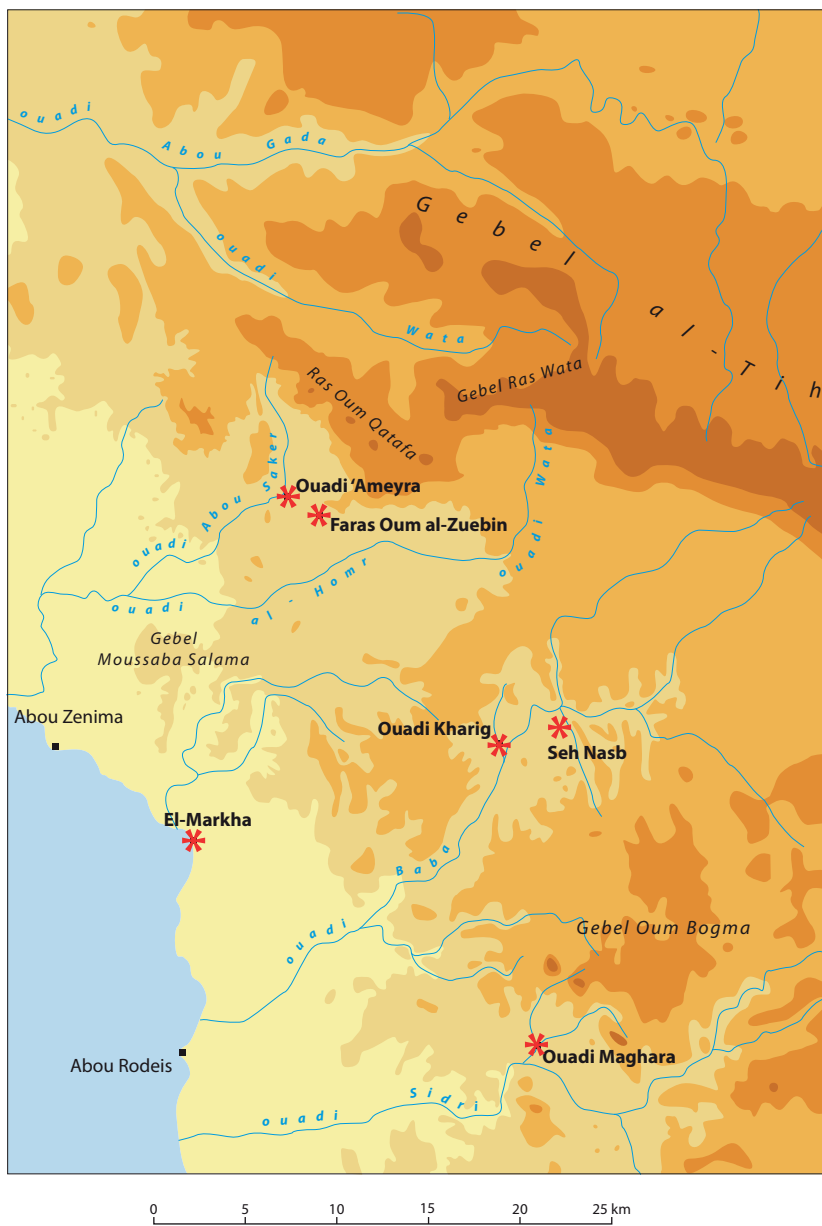 ouadi
Abou Gada
Gebel al-Tih
ouadi Wata
Gebel Ras Wata
Ras Oum Qatafa
ouadi Abou Saker
Ouadi ‘Ameyra
Faras Oum al-Zuebin
ouadi Wata
ouadi al-Homr
Gebel
Moussaba Salama
Abou Zenima
Ouadi Kharig
Seh Nasb
El-Markha
ouadi Baba
Gebel Oum Bogma
Abou Rodeis
Ouadi Maghara
ouadi Sidri
0 5 10 15 20 25 km